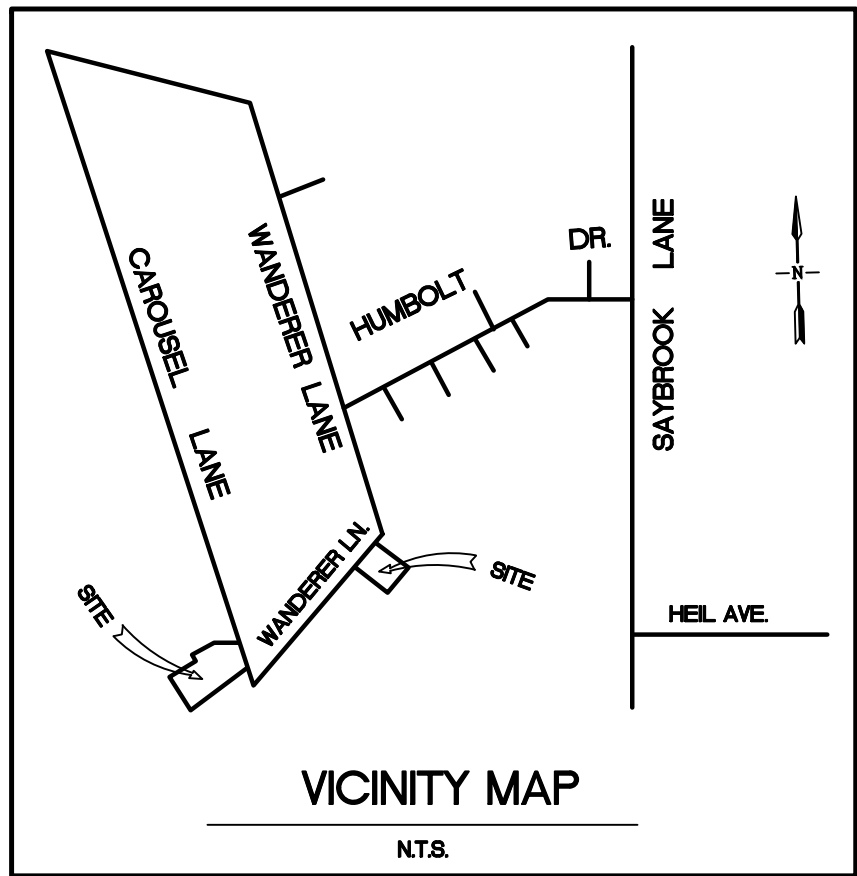 CAROUSEL LANE
WANDERER LANE
HUMBOLT DR.
SAYBROOK LANE
N
WANDERER LN.
SITE
SITE
HEIL AVE.
VICINITY MAP
N.T.S.